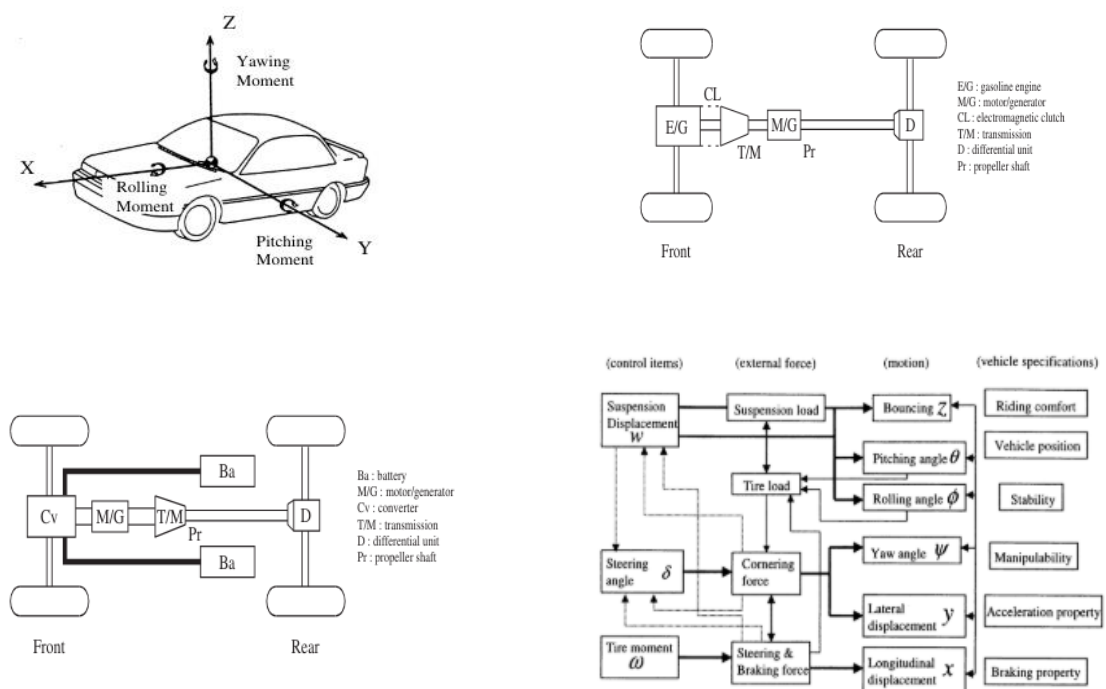 Z
Yawing
Moment
X
Rolling
Moment
Pitching
Moment
Y
CL
E/G
M/G
D
T/M
Pr
E/G : gasoline engine
M/G : motor/generator
CL : electromagnetic clutch
T/M : transmission
D : differential unit
Pr : propeller shaft
Front
Rear
Ba
Cv
M/G
T/M
D
Pr
Ba
Ba : battery
M/G : motor/generator
Cv : converter
T/M : transmission
D : differential unit
Pr : propeller shaft
Front
Rear
(control items)
(external force)
(motion)
(vehicle specifications)
Suspension
Displacement
w
Suspension load
Bouncing z
Riding comfort
Vehicle position
Pitching angle θ
Tire load
Rolling angle ϕ
Stability
Steering
angle δ
Cornering
force
Yaw angle ψ
Manipulability
Lateral
displacement y
Acceleration property
Tire moment
ω
Steering &
Braking force
Longitudinal
displacement x
Braking property